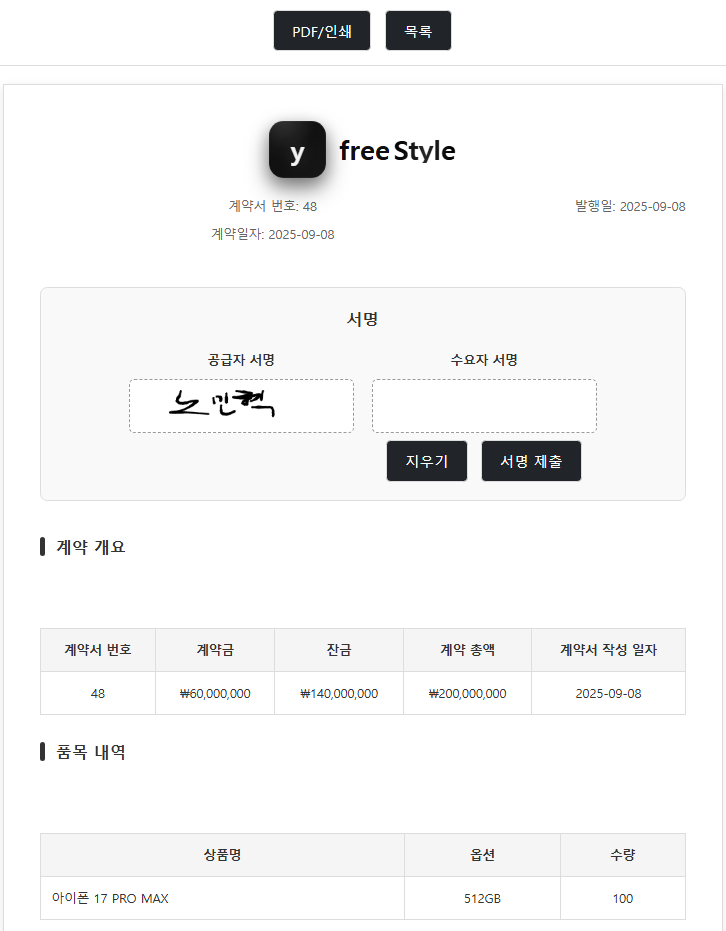 PDF/인쇄 목록
y free Style
계약서 번호: 48 발행일: 2025-09-08
계약일자: 2025-09-08
서명
공급자 서명 수요자 서명
노민혁
지우기 서명 제출
계약 개요
계약서 번호 계약금 잔금 계약 총액 계약서 작성 일자
48 ₩60,000,000 ₩140,000,000 ₩200,000,000 2025-09-08
품목 내역
상품명 옵션 수량
아이폰 17 PRO MAX 512GB 100